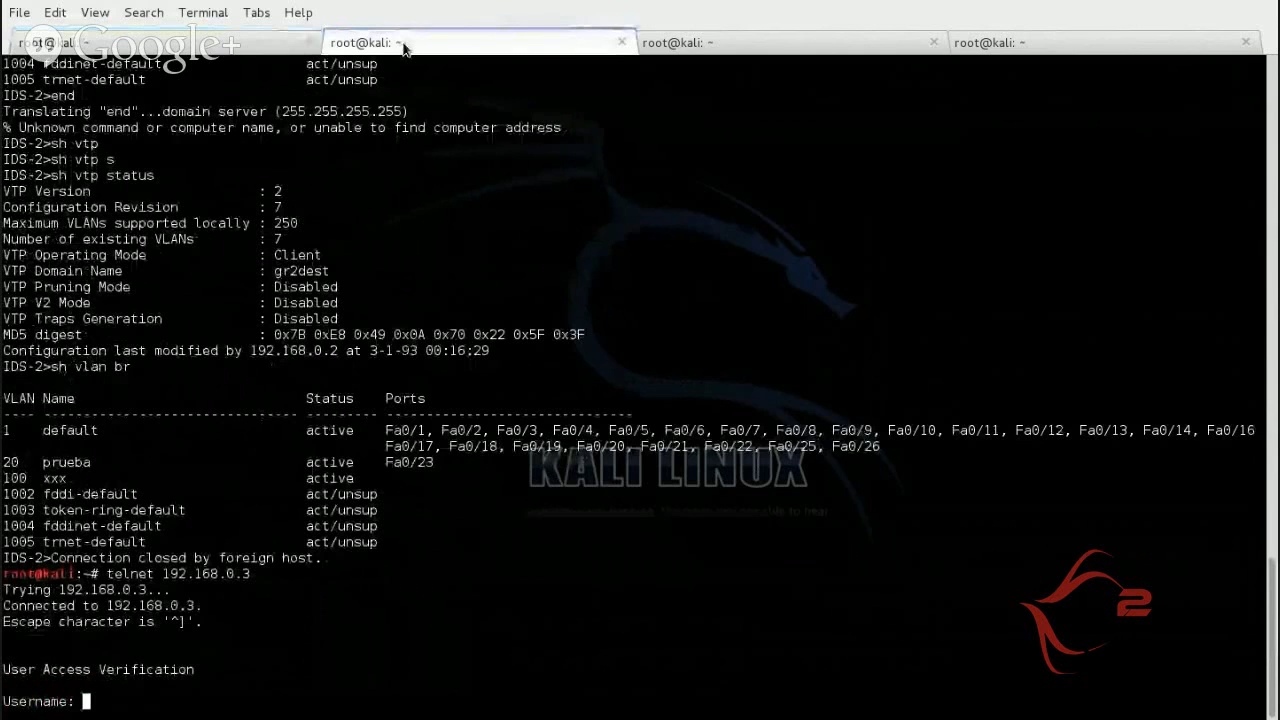 File Edit View Search Terminal Tabs Help
Google+
root@kali: ~ root@kali: ~ root@kali: ~ root@kali: ~
1004 fddinet-default act/unsup
1005 trnet-default act/unsup
IDS-2>end
Translating "end"...domain server (255.255.255.255)
% Unknown command or computer name, or unable to find computer address
IDS-2>sh vtp
IDS-2>sh vtp s
IDS-2>sh vtp status
VTP Version : 2
Configuration Revision : 7
Maximum VLANs supported locally : 250
Number of existing VLANs : 7
VTP Operating Mode : Client
VTP Domain Name : gr2dest
VTP Pruning Mode : Disabled
VTP V2 Mode : Disabled
VTP Traps Generation : Disabled
MD5 digest : 0x7B 0xE8 0x49 0x0A 0x70 0x22 0x5F 0x3F
Configuration last modified by 192.168.0.2 at 3-1-93 00:16:29
IDS-2>sh vlan br
VLAN Name Status Ports
---- -------------------------------- --------- -------------------------------
1 default active Fa0/1, Fa0/2, Fa0/3, Fa0/4, Fa0/5, Fa0/6, Fa0/7, Fa0/8, Fa0/9, Fa0/10, Fa0/11, Fa0/12, Fa0/13, Fa0/14, Fa0/16
Fa0/17, Fa0/18, Fa0/19, Fa0/20, Fa0/21, Fa0/22, Fa0/25, Fa0/26
20 prueba active Fa0/23
100 xxx active
KALI LINUX
1002 fddi-default act/unsup
1003 token-ring-default act/unsup
1004 fddinet-default act/unsup
1005 trnet-default act/unsup
IDS-2>Connection closed by foreign host.
root@kali:~# telnet 192.168.0.3
Trying 192.168.0.3...
Connected to 192.168.0.3.
Escape character is '^]'.
2
User Access Verification
Username: